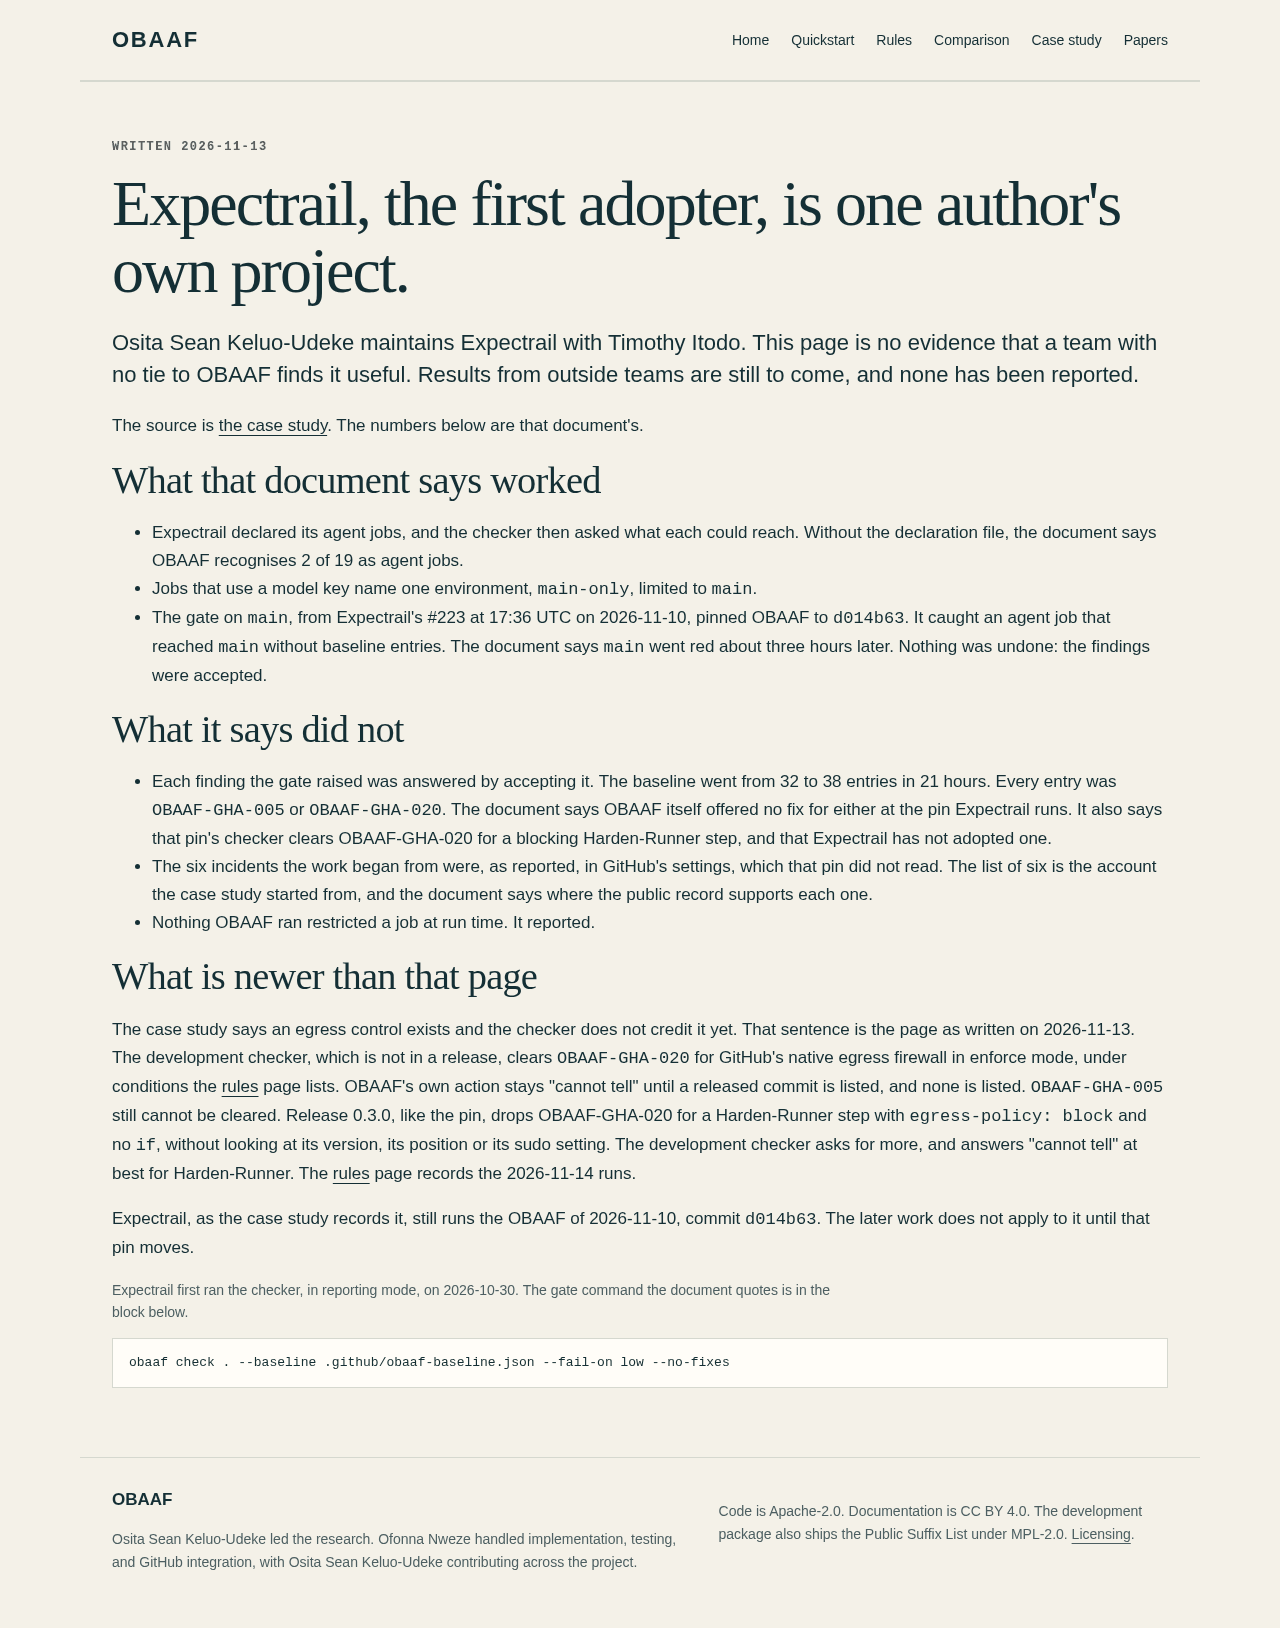 OBAAF
Home Quickstart Rules Comparison Case study Papers
WRITTEN 2026-11-13
Expectrail, the first adopter, is one author's
own project.
Osita Sean Keluo-Udeke maintains Expectrail with Timothy Itodo. This page is no evidence that a team with
no tie to OBAAF finds it useful. Results from outside teams are still to come, and none has been reported.
The source is the case study. The numbers below are that document's.
What that document says worked
• Expectrail declared its agent jobs, and the checker then asked what each could reach. Without the declaration file, the document says
OBAAF recognises 2 of 19 as agent jobs.
• Jobs that use a model key name one environment, main-only, limited to main.
• The gate on main, from Expectrail's #223 at 17:36 UTC on 2026-11-10, pinned OBAAF to d014b63. It caught an agent job that
reached main without baseline entries. The document says main went red about three hours later. Nothing was undone: the findings
were accepted.
What it says did not
• Each finding the gate raised was answered by accepting it. The baseline went from 32 to 38 entries in 21 hours. Every entry was
OBAAF-GHA-005 or OBAAF-GHA-020. The document says OBAAF itself offered no fix for either at the pin Expectrail runs. It also says
that pin's checker clears OBAAF-GHA-020 for a blocking Harden-Runner step, and that Expectrail has not adopted one.
• The six incidents the work began from were, as reported, in GitHub's settings, which that pin did not read. The list of six is the account
the case study started from, and the document says where the public record supports each one.
• Nothing OBAAF ran restricted a job at run time. It reported.
What is newer than that page
The case study says an egress control exists and the checker does not credit it yet. That sentence is the page as written on 2026-11-13.
The development checker, which is not in a release, clears OBAAF-GHA-020 for GitHub's native egress firewall in enforce mode, under
conditions the rules page lists. OBAAF's own action stays "cannot tell" until a released commit is listed, and none is listed. OBAAF-GHA-005
still cannot be cleared. Release 0.3.0, like the pin, drops OBAAF-GHA-020 for a Harden-Runner step with egress-policy: block and
no if, without looking at its version, its position or its sudo setting. The development checker asks for more, and answers "cannot tell" at
best for Harden-Runner. The rules page records the 2026-11-14 runs.
Expectrail, as the case study records it, still runs the OBAAF of 2026-11-10, commit d014b63. The later work does not apply to it until that
pin moves.
Expectrail first ran the checker, in reporting mode, on 2026-10-30. The gate command the document quotes is in the
block below.
obaaf check . --baseline .github/obaaf-baseline.json --fail-on low --no-fixes
OBAAF
Osita Sean Keluo-Udeke led the research. Ofonna Nweze handled implementation, testing,
and GitHub integration, with Osita Sean Keluo-Udeke contributing across the project.
Code is Apache-2.0. Documentation is CC BY 4.0. The development
package also ships the Public Suffix List under MPL-2.0. Licensing.